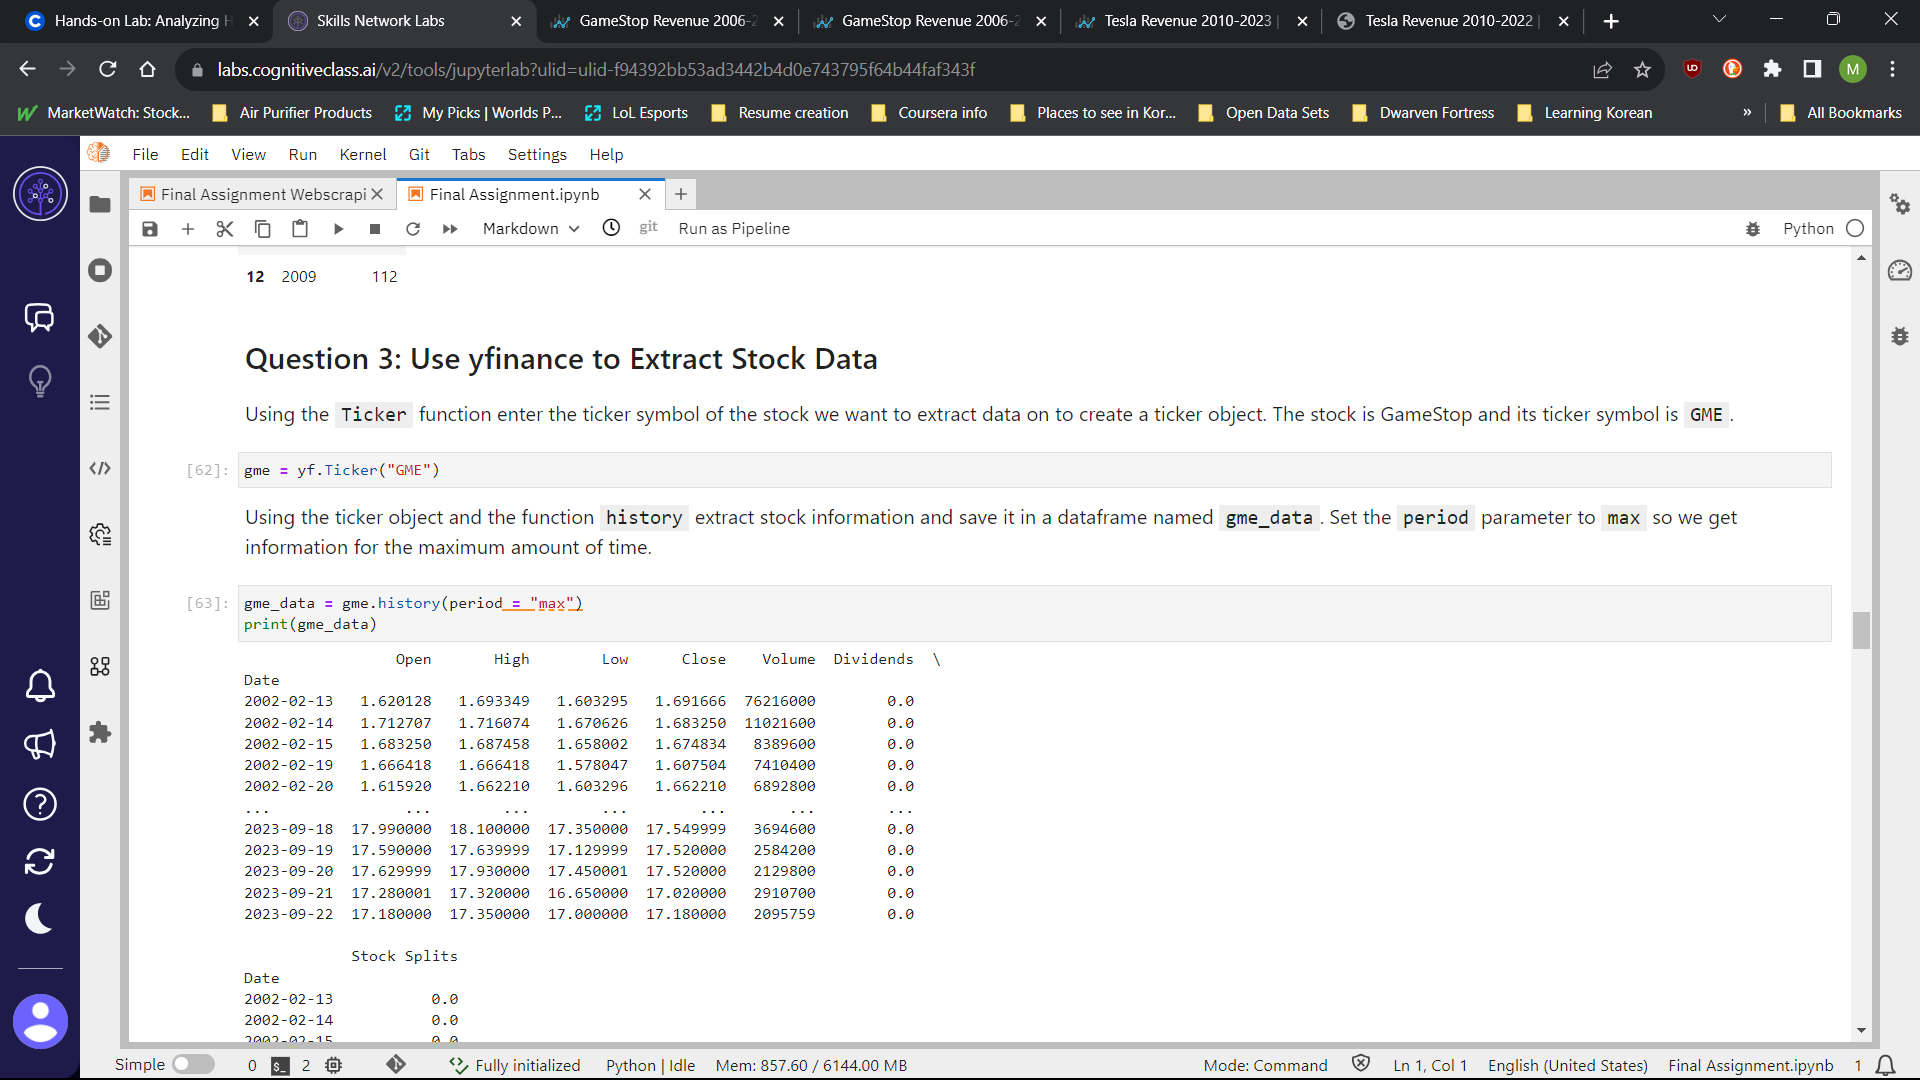 Hands-on Lab: Analyzing H
Skills Network Labs
GameStop Revenue 2006-2
GameStop Revenue 2006-2
Tesla Revenue 2010-2023 |
Tesla Revenue 2010-2022 |
labs.cognitiveclass.ai/v2/tools/jupyterlab?ulid=ulid-f94392bb53ad3442b4d0e743795f64b44faf343f
M
MarketWatch: Stock...
Air Purifier Products
My Picks | Worlds P...
LoL Esports
Resume creation
Coursera info
Places to see in Kor...
Open Data Sets
Dwarven Fortress
Learning Korean
»
All Bookmarks
File Edit View Run Kernel Git Tabs Settings Help
Final Assignment Webscrapi
Final Assignment.ipynb
Markdown
git
Run as Pipeline
Python
12 2009 112
Question 3: Use yfinance to Extract Stock Data
Using the Ticker function enter the ticker symbol of the stock we want to extract data on to create a ticker object. The stock is GameStop and its ticker symbol is GME .
[62]: gme = yf.Ticker("GME")
Using the ticker object and the function history extract stock information and save it in a dataframe named gme_data . Set the period parameter to max so we get
information for the maximum amount of time.
[63]: gme_data = gme.history(period = "max")
print(gme_data)
Open High Low Close Volume Dividends \
Date
2002-02-13 1.620128 1.693349 1.603295 1.691666 76216000 0.0
2002-02-14 1.712707 1.716074 1.670626 1.683250 11021600 0.0
2002-02-15 1.683250 1.687458 1.658002 1.674834 8389600 0.0
2002-02-19 1.666418 1.666418 1.578047 1.607504 7410400 0.0
2002-02-20 1.615920 1.662210 1.603296 1.662210 6892800 0.0
... ... ... ... ... ... ...
2023-09-18 17.990000 18.100000 17.350000 17.549999 3694600 0.0
2023-09-19 17.590000 17.639999 17.129999 17.520000 2584200 0.0
2023-09-20 17.629999 17.930000 17.450001 17.520000 2129800 0.0
2023-09-21 17.280001 17.320000 16.650000 17.020000 2910700 0.0
2023-09-22 17.180000 17.350000 17.000000 17.180000 2095759 0.0
Stock Splits
Date
2002-02-13 0.0
2002-02-14 0.0
2002-02-15 0.0
Simple
0
2
Fully initialized
Python | Idle
Mem: 857.60 / 6144.00 MB
Mode: Command
Ln 1, Col 1
English (United States)
Final Assignment.ipynb
1